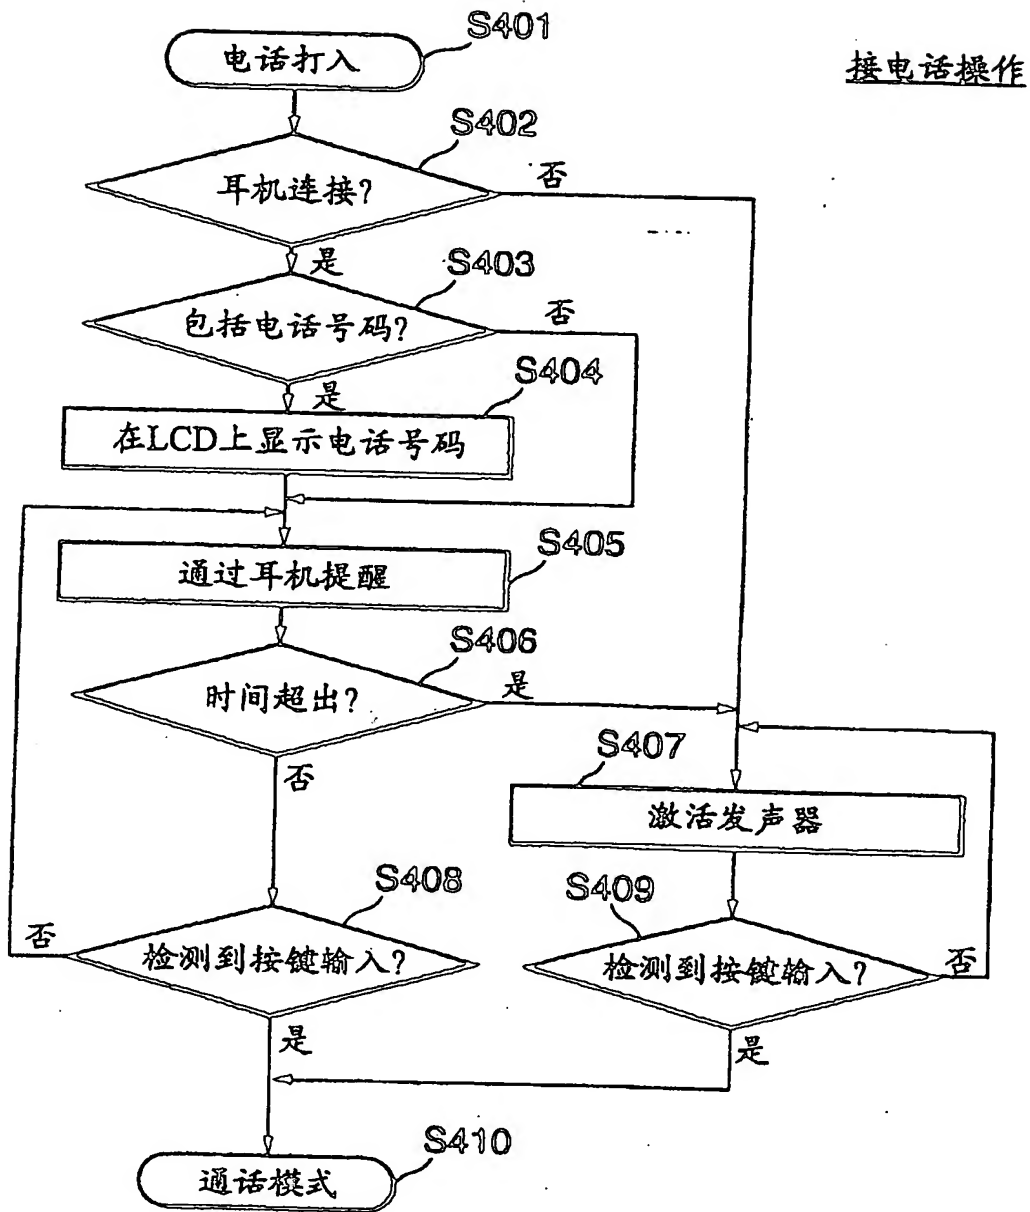 S401
电话打入
接电话操作
S402
耳机连接?
否
是
S403
包括电话号码?
否
是
S404
在LCD上显示电话号码
S405
通过耳机提醒
S406
时间超出?
是
否
S407
激活发声器
S408
检测到按键输入?
否
是
S409
检测到按键输入?
否
是
S410
通话模式